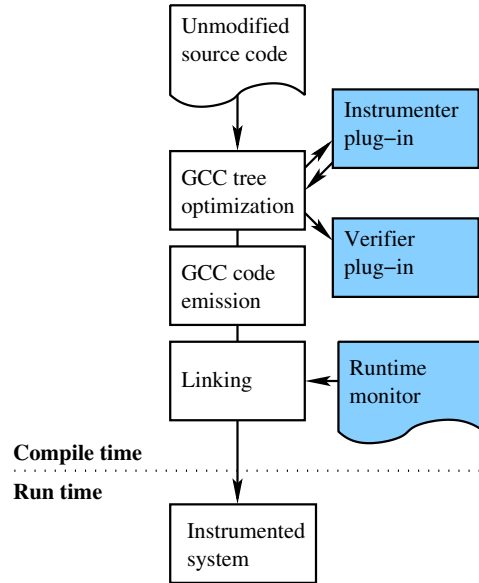 Unmodified
source code
Instrumenter
plug−in
GCC tree
optimization
Verifier
plug−in
GCC code
emission
Linking
Runtime
monitor
Compile time
Run time
Instrumented
system